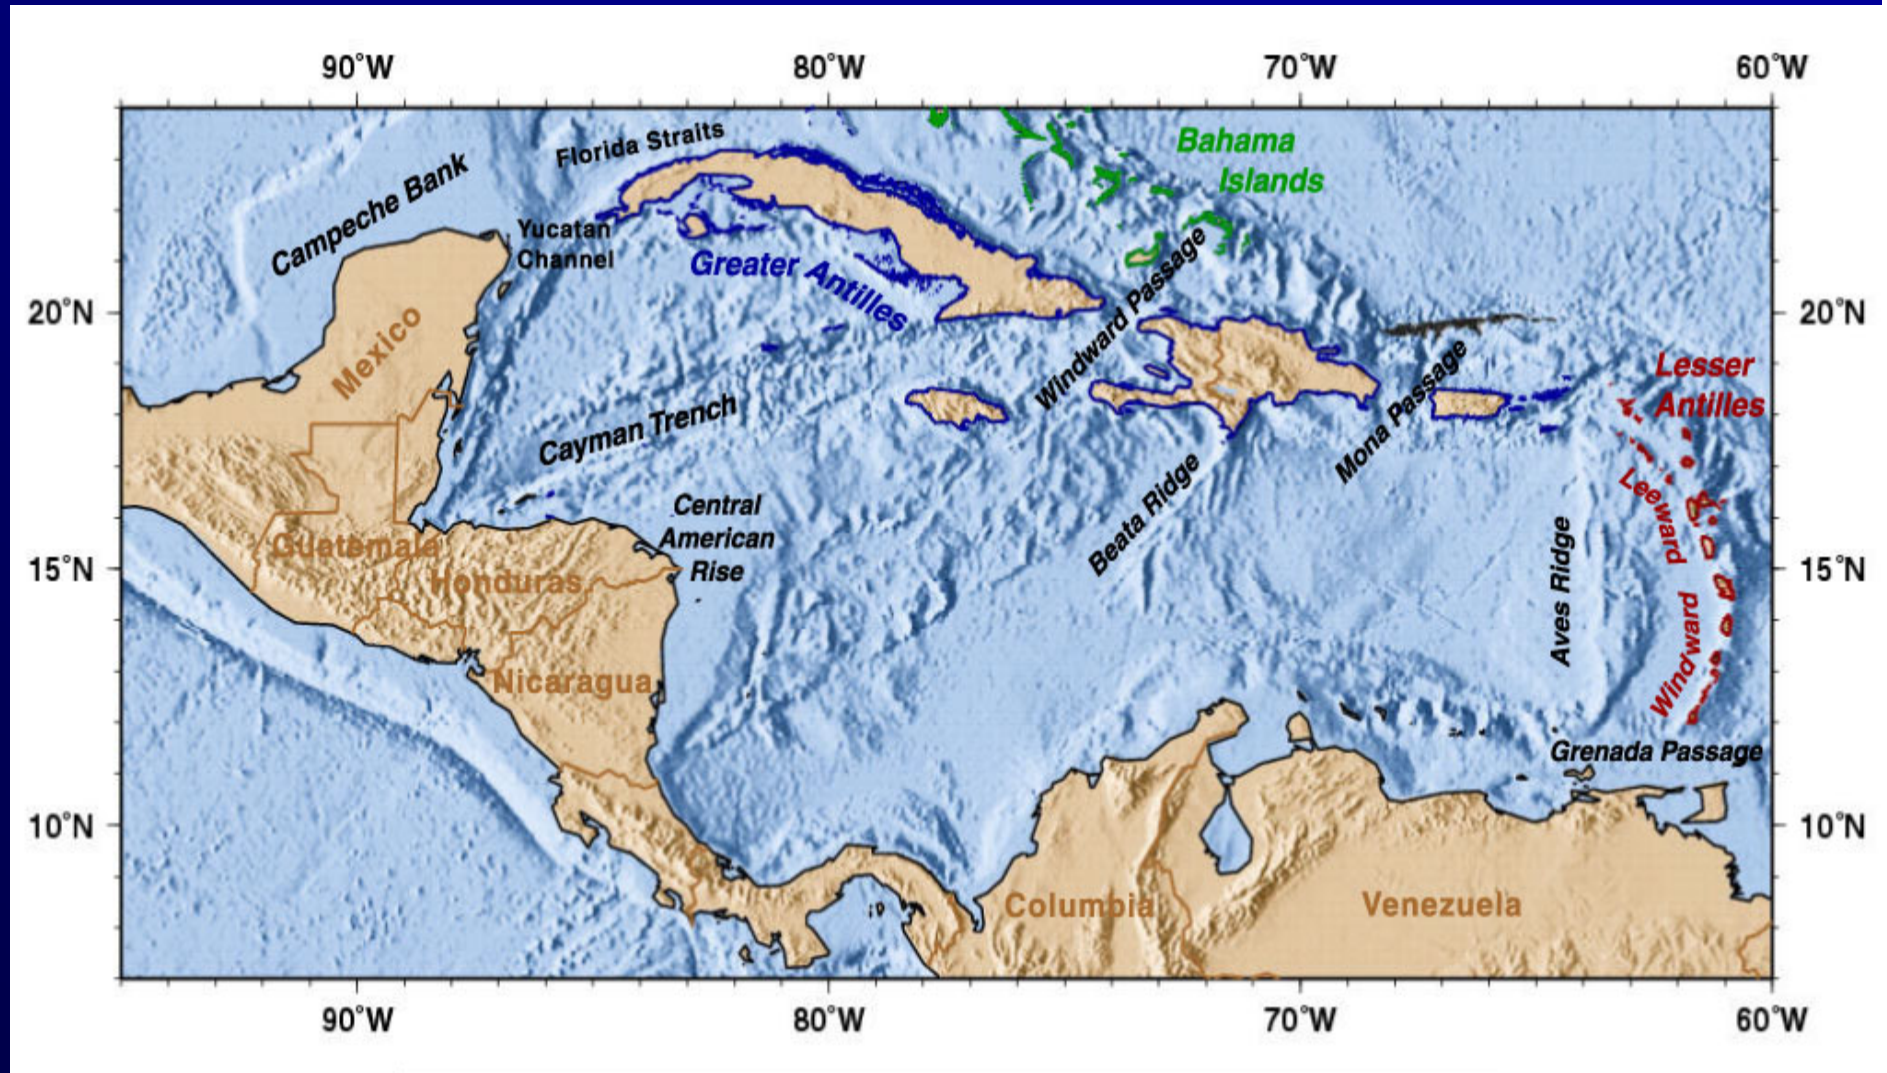 90°W 80°W 70°W 60°W
Florida Straits
Bahama
Islands
Campeche Bank
Yucatan
Channel
Greater Antilles
Windward Passage
20°N
20°N
Mexico
Mona Passage
Lesser
Antilles
Cayman Trench
Beata Ridge
Leeward
Central
American
Rise
Guatemala
Honduras
15°N
15°N
Aves Ridge
Windward
Nicaragua
Grenada Passage
10°N
10°N
Columbia
Venezuela
90°W 80°W 70°W 60°W